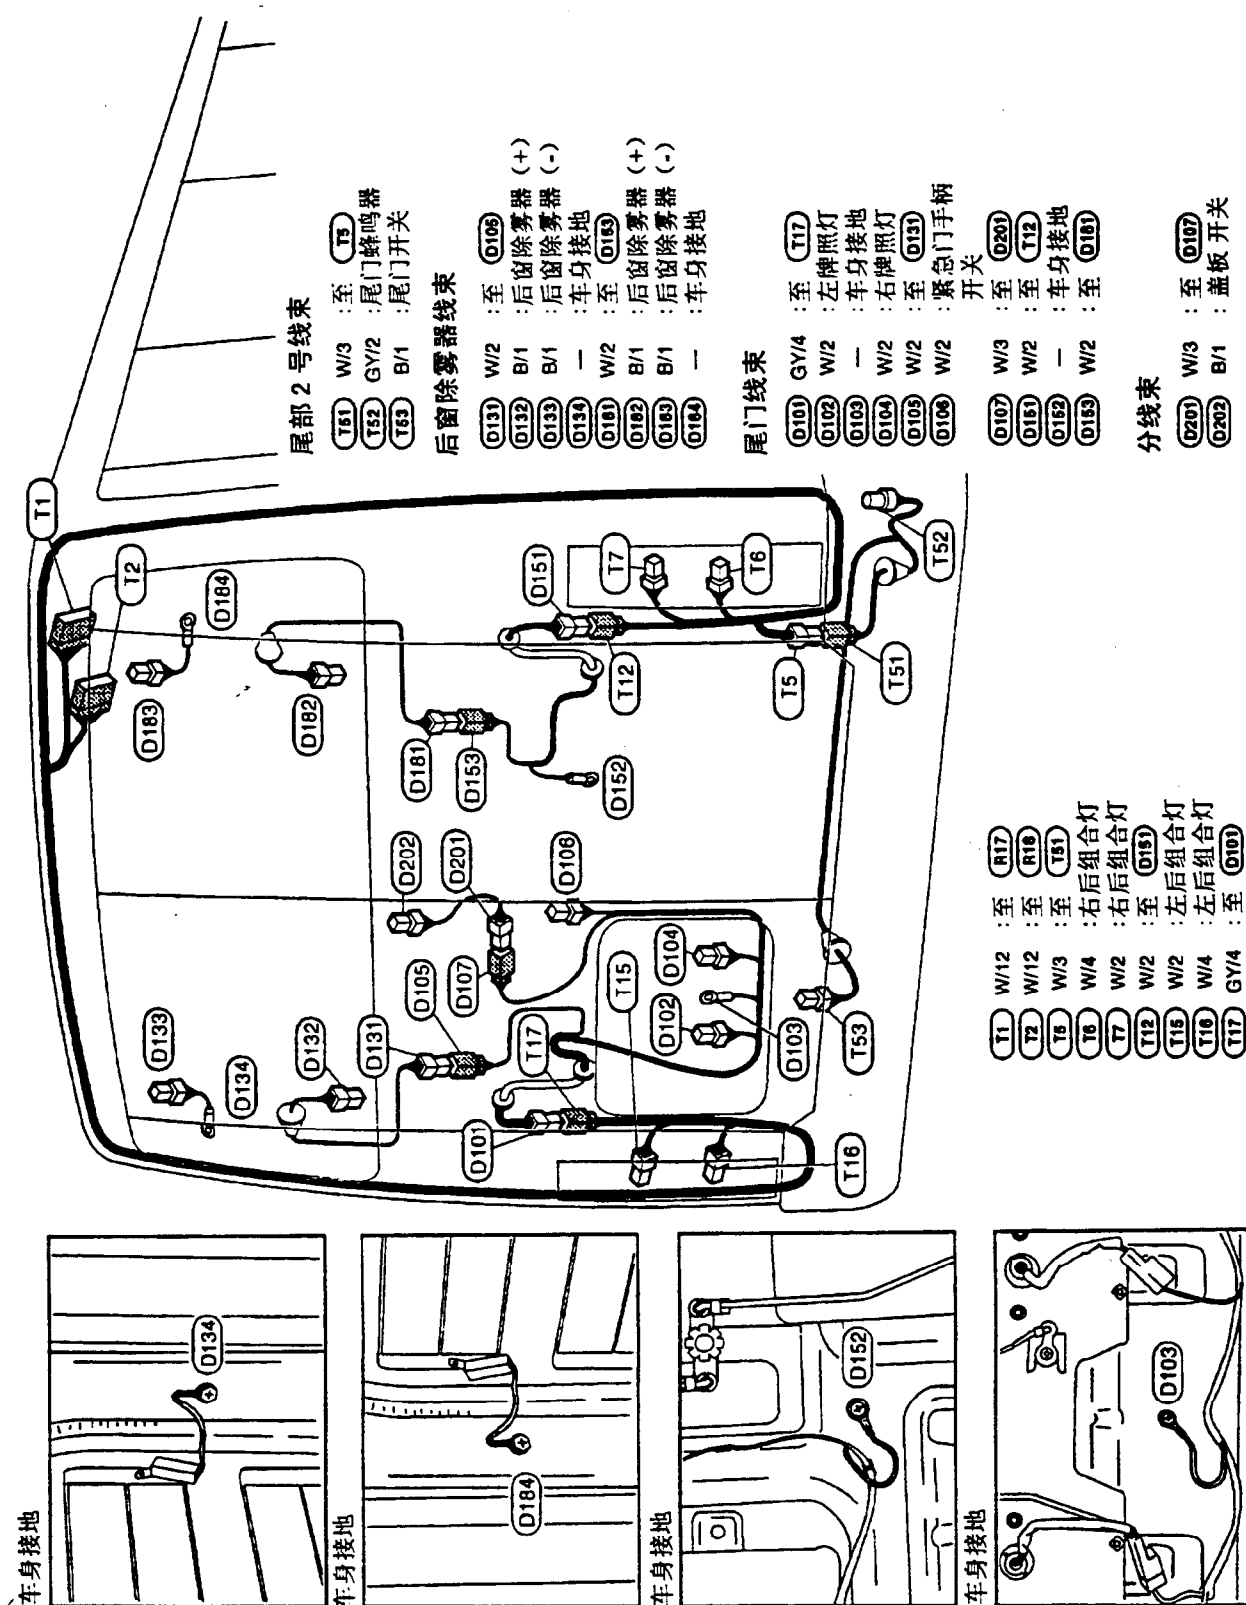 车身接地
D134
车身接地
D184
车身接地
D152
车身接地
D103
T1
T2
D184
D183
D182
D181
D153
D152
D151
T12
T7
T6
T5
T51
T52
D202
D201
D106
D107
D105
D131
D132
D133
D134
D101
T17
T15
T16
D102
D103
D104
T53
T1 W/12 :至 R17
T2 W/12 :至 R18
T5 W/3 :至 T51
T6 W/4 :右后组合灯
T7 W/2 :右后组合灯
T12 W/2 :至 D151
T15 W/2 :左后组合灯
T16 W/4 :左后组合灯
T17 GY/4 :至 D101
尾部 2 号线束
T51 W/3 :至 T5
T52 GY/2 :尾门蜂鸣器
T53 B/1 :尾门开关
后窗除雾器线束
D131 W/2 :至 D105
D132 B/1 :后窗除雾器 (+)
D133 B/1 :后窗除雾器 (-)
D134 — :车身接地
D181 W/2 :至 D153
D182 B/1 :后窗除雾器 (+)
D183 B/1 :后窗除雾器 (-)
D184 — :车身接地
尾门线束
D101 GY/4 :至 T17
D102 W/2 :左牌照灯
D103 — :车身接地
D104 W/2 :右牌照灯
D105 W/2 :至 D131
D106 W/2 :紧急门手柄
开关
D107 W/3 :至 D201
D151 W/2 :至 T12
D152 — :车身接地
D153 W/2 :至 D181
分线束
D201 W/3 :至 D107
D202 B/1 :盖板 开关